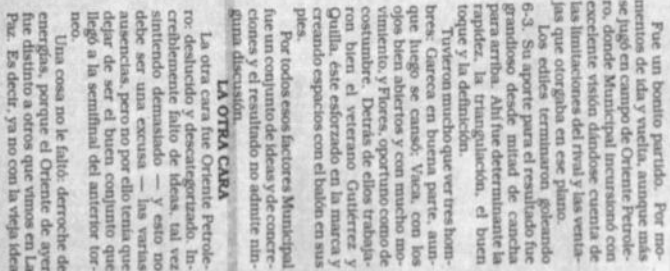 Fue un bonito partido. Por mo-
mentos de ida y vuelta, aunque más
se jugó en campo de Oriente Petrole-
ro, donde Municipal incursionó con
excelente visión dándose cuenta de
las limitaciones del rival y las venta-
jas que otorgaba en ese plano.
Los ediles terminaron goleando
6-3. Su aporte para el resultado fue
grandioso desde mitad de cancha
para arriba. Ahí fue determinante la
rapidez, la triangulación, el buen
toque y la definición.
Tuvieron mucho que ver tres hom-
bres: Gareca en buena parte, aun-
que luego se cansó; Vaca, con los
ojos bien abiertos y con mucho mo-
vimiento, y Flores, oportuno como de
costumbre. Detrás de ellos trabaja-
ron bien el veterano Gutiérrez y
Quilla, éste esforzado en la marca y
creando espacios con el balón en sus
pies.
Por todos esos factores Municipal
fue un conjunto de ideas y de concre-
ciones y el resultado no admite nin-
guna discusión.
LA OTRA CARA
La otra cara fue Oriente Petrole-
ro: deslucido y descategorizado. In-
creíblemente falto de ideas, tal vez
sintiendo demasiado — y esto no
debe ser una excusa — las varias
ausencias, pero no por ello tenía que
dejar de ser el buen conjunto que
llegó a la semifinal del anterior tor-
neo.
Una cosa no le faltó: derroche de
energías, porque el Oriente de ayer
fue distinto a otros que vimos en La
Paz. Es decir, ya no con la vieja idea